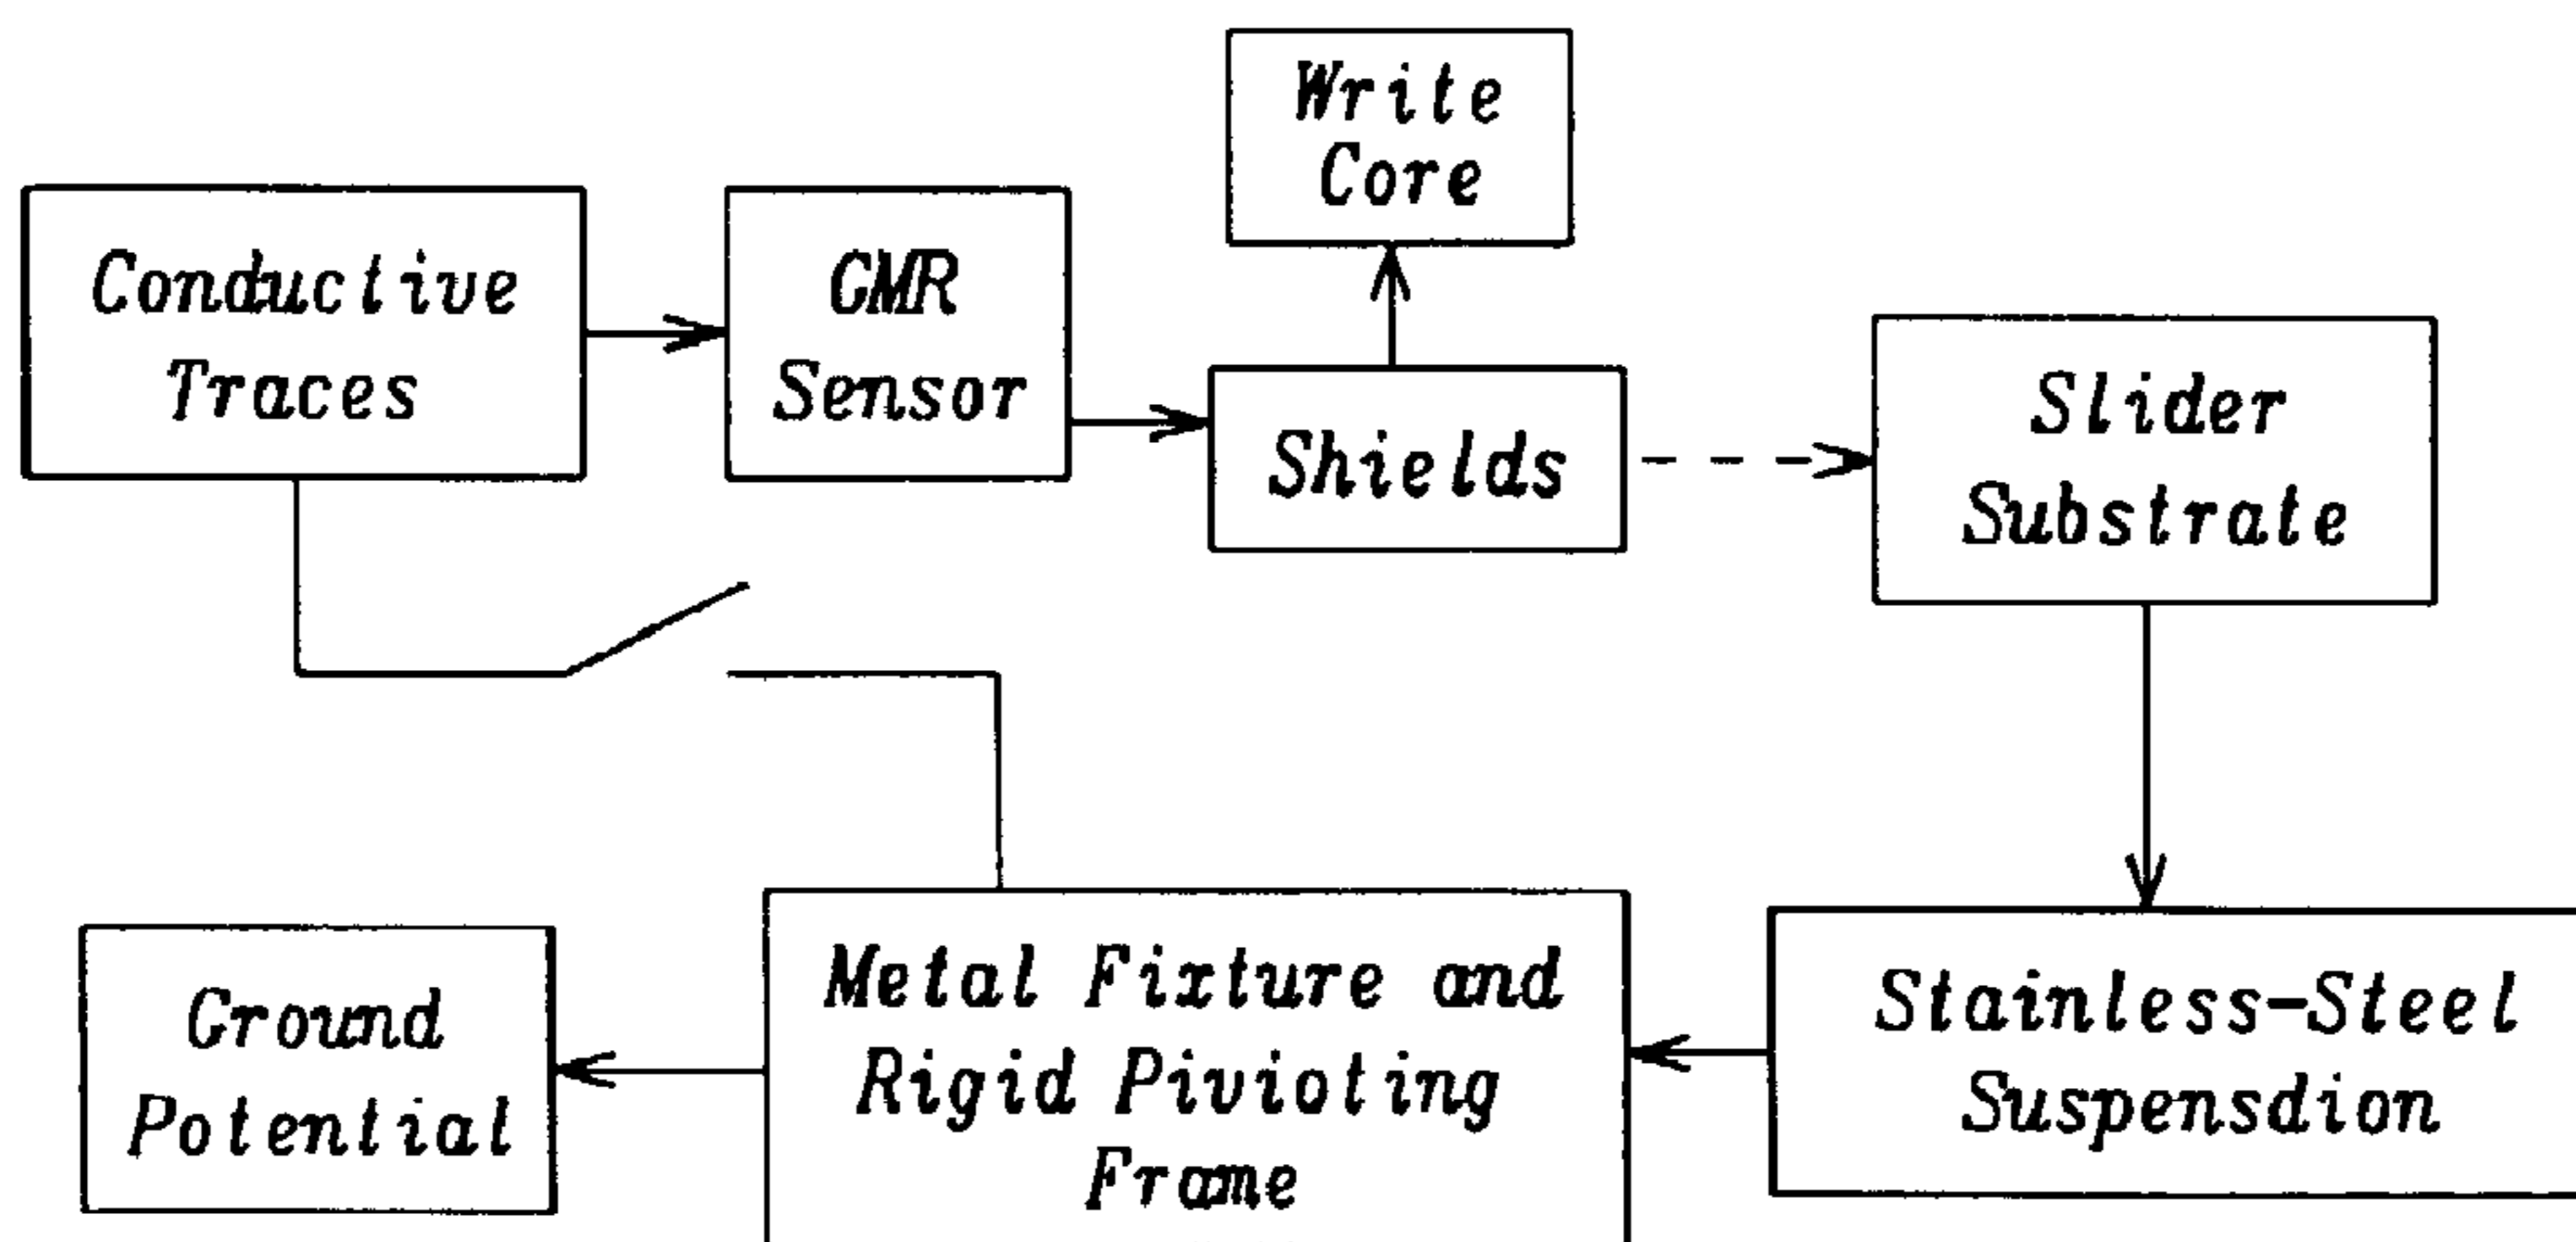 Write
Core
Conductive
Traces
GMR
Sensor
Shields
Slider
Substrate
Ground
Potential
Metal Fixture and
Rigid Pivioting
Frame
Stainless-Steel
Suspensdion